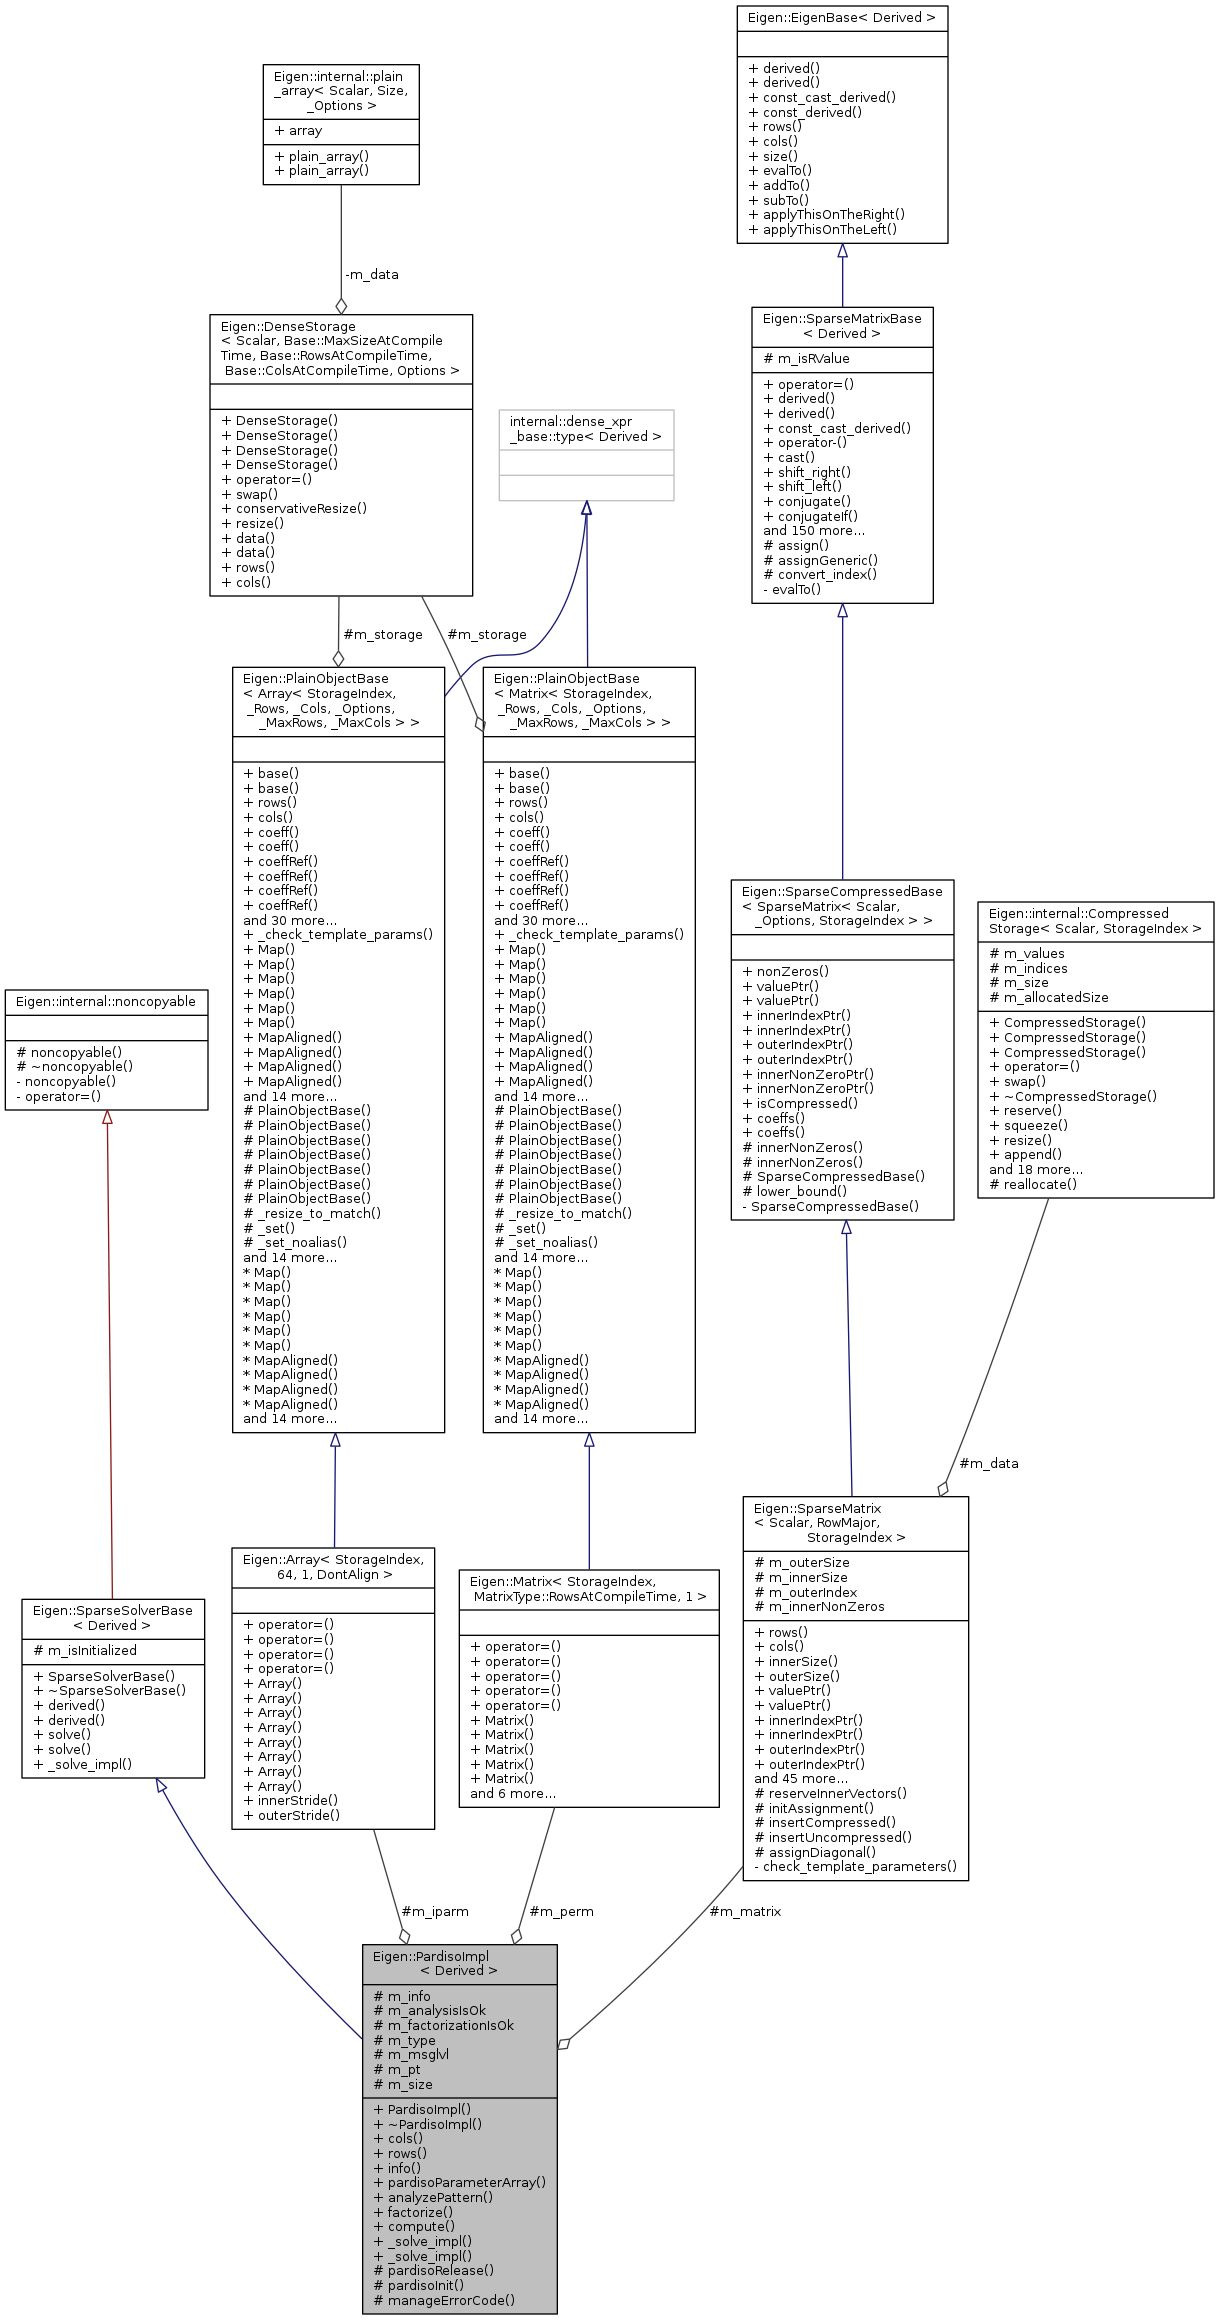 Eigen::EigenBase< Derived >
+ derived()
+ derived()
+ const_cast_derived()
+ const_derived()
+ rows()
+ cols()
+ size()
+ evalTo()
+ addTo()
+ subTo()
+ applyThisOnTheRight()
+ applyThisOnTheLeft()
Eigen::internal::plain
_array< Scalar, Size,
_Options >
+ array
+ plain_array()
+ plain_array()
-m_data
Eigen::DenseStorage
< Scalar, Base::MaxSizeAtCompile
Time, Base::RowsAtCompileTime,
Base::ColsAtCompileTime, Options >
+ DenseStorage()
+ DenseStorage()
+ DenseStorage()
+ DenseStorage()
+ operator=()
+ swap()
+ conservativeResize()
+ resize()
+ data()
+ data()
+ rows()
+ cols()
internal::dense_xpr
_base::type< Derived >
Eigen::SparseMatrixBase
< Derived >
# m_isRValue
+ operator=()
+ derived()
+ derived()
+ const_cast_derived()
+ operator-()
+ cast()
+ shift_right()
+ shift_left()
+ conjugate()
+ conjugateIf()
and 150 more...
# assign()
# assignGeneric()
# convert_index()
- evalTo()
#m_storage
#m_storage
Eigen::PlainObjectBase
< Array< StorageIndex,
_Rows, _Cols, _Options,
_MaxRows, _MaxCols > >
+ base()
+ base()
+ rows()
+ cols()
+ coeff()
+ coeff()
+ coeffRef()
+ coeffRef()
+ coeffRef()
+ coeffRef()
and 30 more...
+ _check_template_params()
+ Map()
+ Map()
+ Map()
+ Map()
+ Map()
+ Map()
+ MapAligned()
+ MapAligned()
+ MapAligned()
+ MapAligned()
and 14 more...
# PlainObjectBase()
# PlainObjectBase()
# PlainObjectBase()
# PlainObjectBase()
# PlainObjectBase()
# PlainObjectBase()
# PlainObjectBase()
# _resize_to_match()
# _set()
# _set_noalias()
and 14 more...
* Map()
* Map()
* Map()
* Map()
* Map()
* Map()
* MapAligned()
* MapAligned()
* MapAligned()
* MapAligned()
and 14 more...
Eigen::PlainObjectBase
< Matrix< StorageIndex,
_Rows, _Cols, _Options,
_MaxRows, _MaxCols > >
+ base()
+ base()
+ rows()
+ cols()
+ coeff()
+ coeff()
+ coeffRef()
+ coeffRef()
+ coeffRef()
+ coeffRef()
and 30 more...
+ _check_template_params()
+ Map()
+ Map()
+ Map()
+ Map()
+ Map()
+ Map()
+ MapAligned()
+ MapAligned()
+ MapAligned()
+ MapAligned()
and 14 more...
# PlainObjectBase()
# PlainObjectBase()
# PlainObjectBase()
# PlainObjectBase()
# PlainObjectBase()
# PlainObjectBase()
# PlainObjectBase()
# _resize_to_match()
# _set()
# _set_noalias()
and 14 more...
* Map()
* Map()
* Map()
* Map()
* Map()
* Map()
* MapAligned()
* MapAligned()
* MapAligned()
* MapAligned()
and 14 more...
Eigen::SparseCompressedBase
< SparseMatrix< Scalar,
_Options, StorageIndex > >
+ nonZeros()
+ valuePtr()
+ valuePtr()
+ innerIndexPtr()
+ innerIndexPtr()
+ outerIndexPtr()
+ outerIndexPtr()
+ innerNonZeroPtr()
+ innerNonZeroPtr()
+ isCompressed()
+ coeffs()
+ coeffs()
# innerNonZeros()
# innerNonZeros()
# SparseCompressedBase()
# lower_bound()
- SparseCompressedBase()
Eigen::internal::Compressed
Storage< Scalar, StorageIndex >
# m_values
# m_indices
# m_size
# m_allocatedSize
+ CompressedStorage()
+ CompressedStorage()
+ CompressedStorage()
+ operator=()
+ swap()
+ ~CompressedStorage()
+ reserve()
+ squeeze()
+ resize()
+ append()
and 18 more...
# reallocate()
Eigen::internal::noncopyable
# noncopyable()
# ~noncopyable()
- noncopyable()
- operator=()
#m_data
Eigen::SparseSolverBase
< Derived >
# m_isInitialized
+ SparseSolverBase()
+ ~SparseSolverBase()
+ derived()
+ derived()
+ solve()
+ solve()
+ _solve_impl()
Eigen::Array< StorageIndex,
64, 1, DontAlign >
+ operator=()
+ operator=()
+ operator=()
+ operator=()
+ Array()
+ Array()
+ Array()
+ Array()
+ Array()
+ Array()
+ Array()
+ Array()
+ innerStride()
+ outerStride()
Eigen::Matrix< StorageIndex,
MatrixType::RowsAtCompileTime, 1 >
+ operator=()
+ operator=()
+ operator=()
+ operator=()
+ operator=()
+ Matrix()
+ Matrix()
+ Matrix()
+ Matrix()
+ Matrix()
and 6 more...
Eigen::SparseMatrix
< Scalar, RowMajor,
StorageIndex >
# m_outerSize
# m_innerSize
# m_outerIndex
# m_innerNonZeros
+ rows()
+ cols()
+ innerSize()
+ outerSize()
+ valuePtr()
+ valuePtr()
+ innerIndexPtr()
+ innerIndexPtr()
+ outerIndexPtr()
+ outerIndexPtr()
and 45 more...
# reserveInnerVectors()
# initAssignment()
# insertCompressed()
# insertUncompressed()
# assignDiagonal()
- check_template_parameters()
#m_iparm
#m_perm
#m_matrix
Eigen::PardisoImpl
< Derived >
# m_info
# m_analysisIsOk
# m_factorizationIsOk
# m_type
# m_msglvl
# m_pt
# m_size
+ PardisoImpl()
+ ~PardisoImpl()
+ cols()
+ rows()
+ info()
+ pardisoParameterArray()
+ analyzePattern()
+ factorize()
+ compute()
+ _solve_impl()
+ _solve_impl()
# pardisoRelease()
# pardisoInit()
# manageErrorCode()